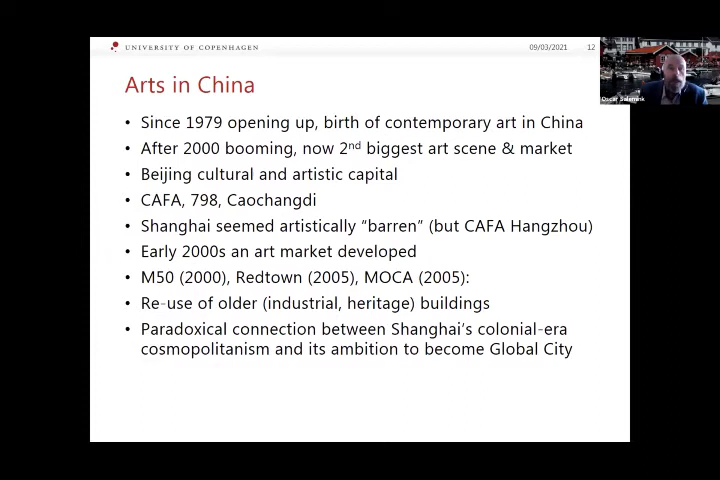 UNIVERSITY OF COPENHAGEN
09/03/2021 12
Arts in China
• Since 1979 opening up, birth of contemporary art in China
• After 2000 booming, now 2nd biggest art scene & market
• Beijing cultural and artistic capital
• CAFA, 798, Caochangdi
• Shanghai seemed artistically “barren” (but CAFA Hangzhou)
• Early 2000s an art market developed
• M50 (2000), Redtown (2005), MOCA (2005):
• Re-use of older (industrial, heritage) buildings
• Paradoxical connection between Shanghai’s colonial-era
cosmopolitanism and its ambition to become Global City
Oscar Salemink